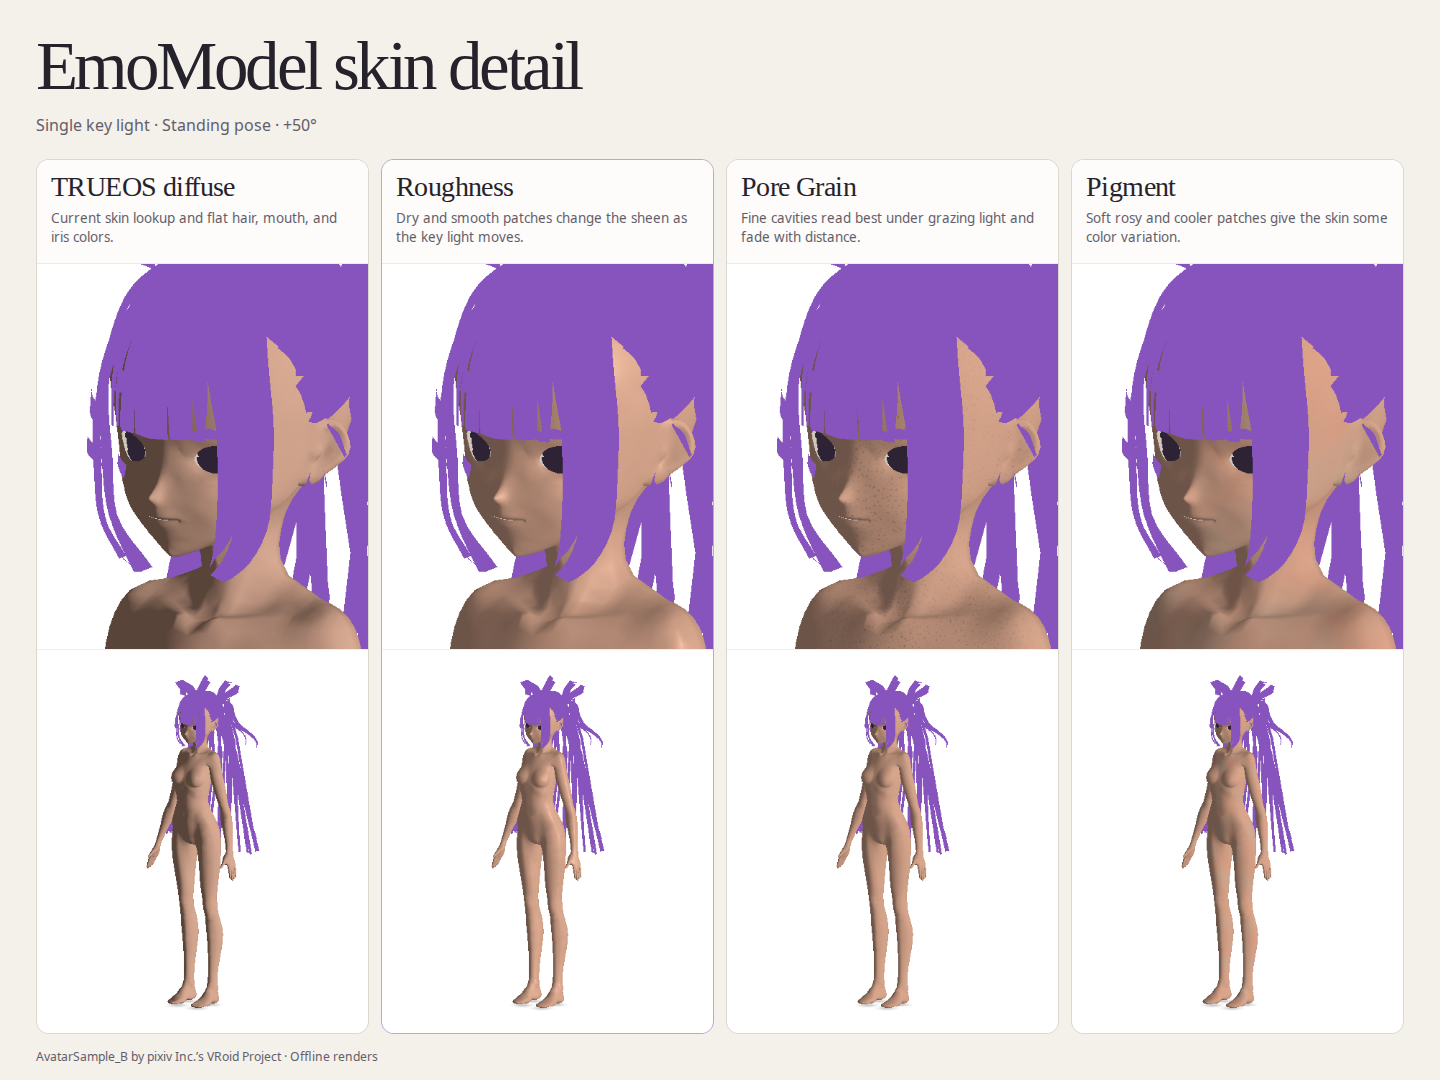 EmoModel skin detail
Single key light · Standing pose · +50°
TRUEOS diffuse
Current skin lookup and flat hair, mouth, and
iris colors.
Roughness
Dry and smooth patches change the sheen as
the key light moves.
Pore Grain
Fine cavities read best under grazing light and
fade with distance.
Pigment
Soft rosy and cooler patches give the skin some
color variation.
AvatarSample_B by pixiv Inc.’s VRoid Project · Offline renders